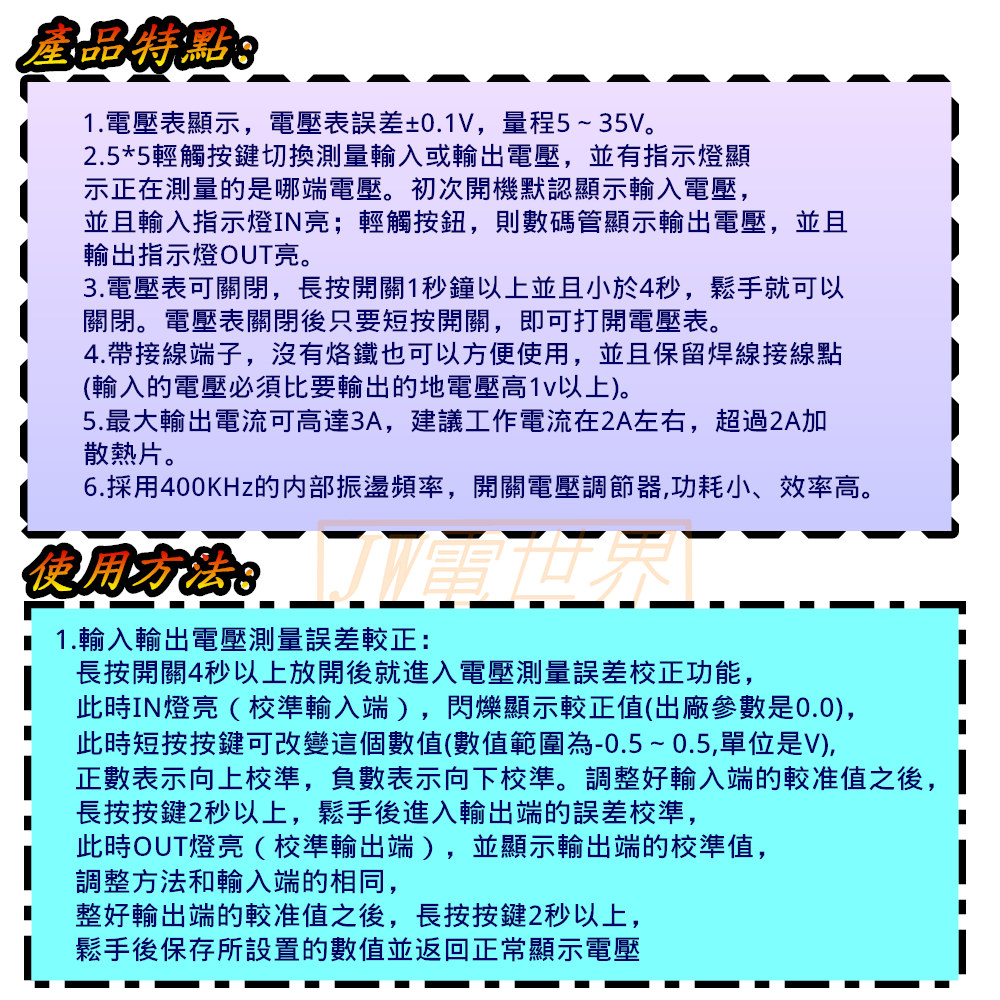 產品特點:
1.電壓表顯示，電壓表誤差±0.1V，量程5～35V。
2.5*5輕觸按鍵切換測量輸入或輸出電壓，並有指示燈顯
示正在測量的是哪端電壓。初次開機默認顯示輸入電壓，
並且輸入指示燈IN亮；輕觸按鈕，則數碼管顯示輸出電壓，並且
輸出指示燈OUT亮。
3.電壓表可關閉，長按開關1秒鐘以上並且小於4秒，鬆手就可以
關閉。電壓表關閉後只要短按開關，即可打開電壓表。
4.帶接線端子，沒有烙鐵也可以方便使用，並且保留焊線接線點
(輸入的電壓必須比要輸出的地電壓高1v以上)。
5.最大輸出電流可高達3A，建議工作電流在2A左右，超過2A加
散熱片。
6.採用400KHz的内部振盪頻率，開關電壓調節器,功耗小、效率高。
JW電世界
使用方法:
1.輸入輸出電壓測量誤差較正：
長按開關4秒以上放開後就進入電壓測量誤差校正功能，
此時IN燈亮（校準輸入端），閃爍顯示較正值(出廠參數是0.0)，
此時短按按鍵可改變這個數值(數值範圍為-0.5～0.5,單位是V),
正數表示向上校準，負數表示向下校準。調整好輸入端的較准值之後，
長按按鍵2秒以上，鬆手後進入輸出端的誤差校準，
此時OUT燈亮（校準輸出端），並顯示輸出端的校準值，
調整方法和輸入端的相同，
整好輸出端的較准值之後，長按按鍵2秒以上，
鬆手後保存所設置的數值並返回正常顯示電壓